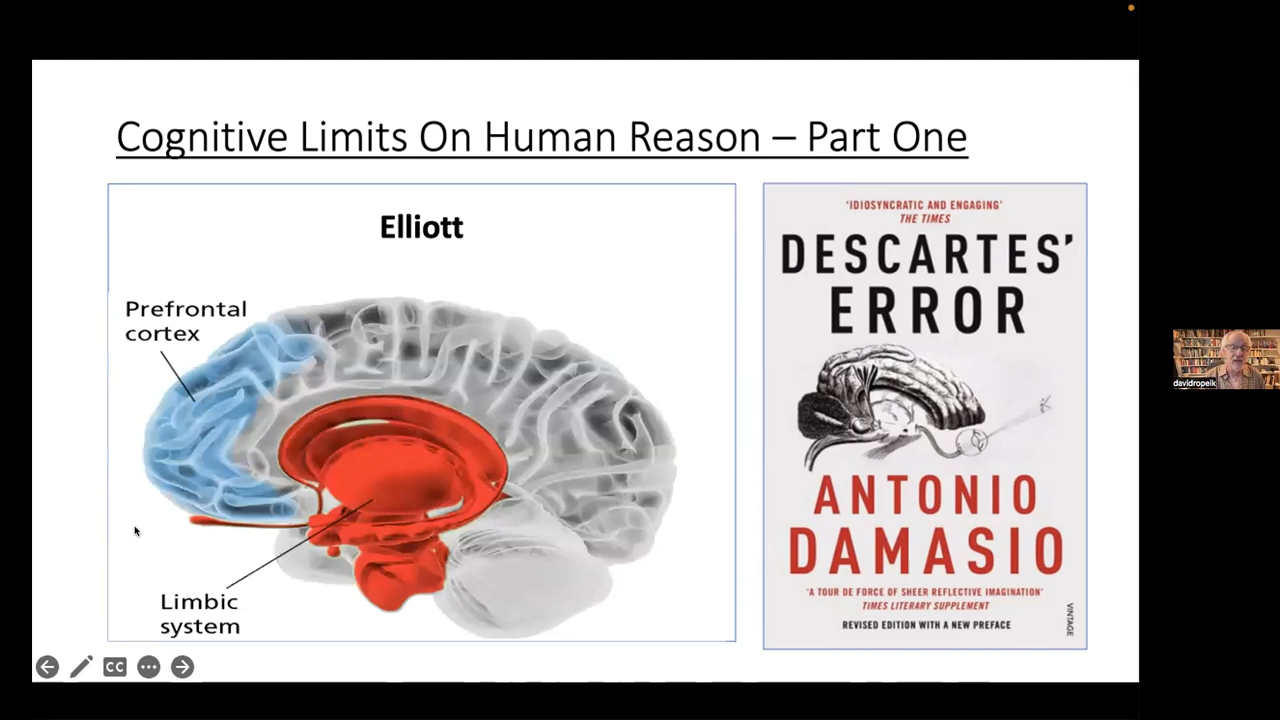 Cognitive Limits On Human Reason – Part One
Elliott
Prefrontal
cortex
Limbic
system
‘IDIOSYNCRATIC AND ENGAGING’
THE TIMES
DESCARTES’
ERROR
ANTONIO
DAMASIO
‘A TOUR DE FORCE OF SHEER REFLECTIVE IMAGINATION’
TIMES LITERARY SUPPLEMENT
REVISED EDITION WITH A NEW PREFACE
VINTAGE
CC
davidropeik